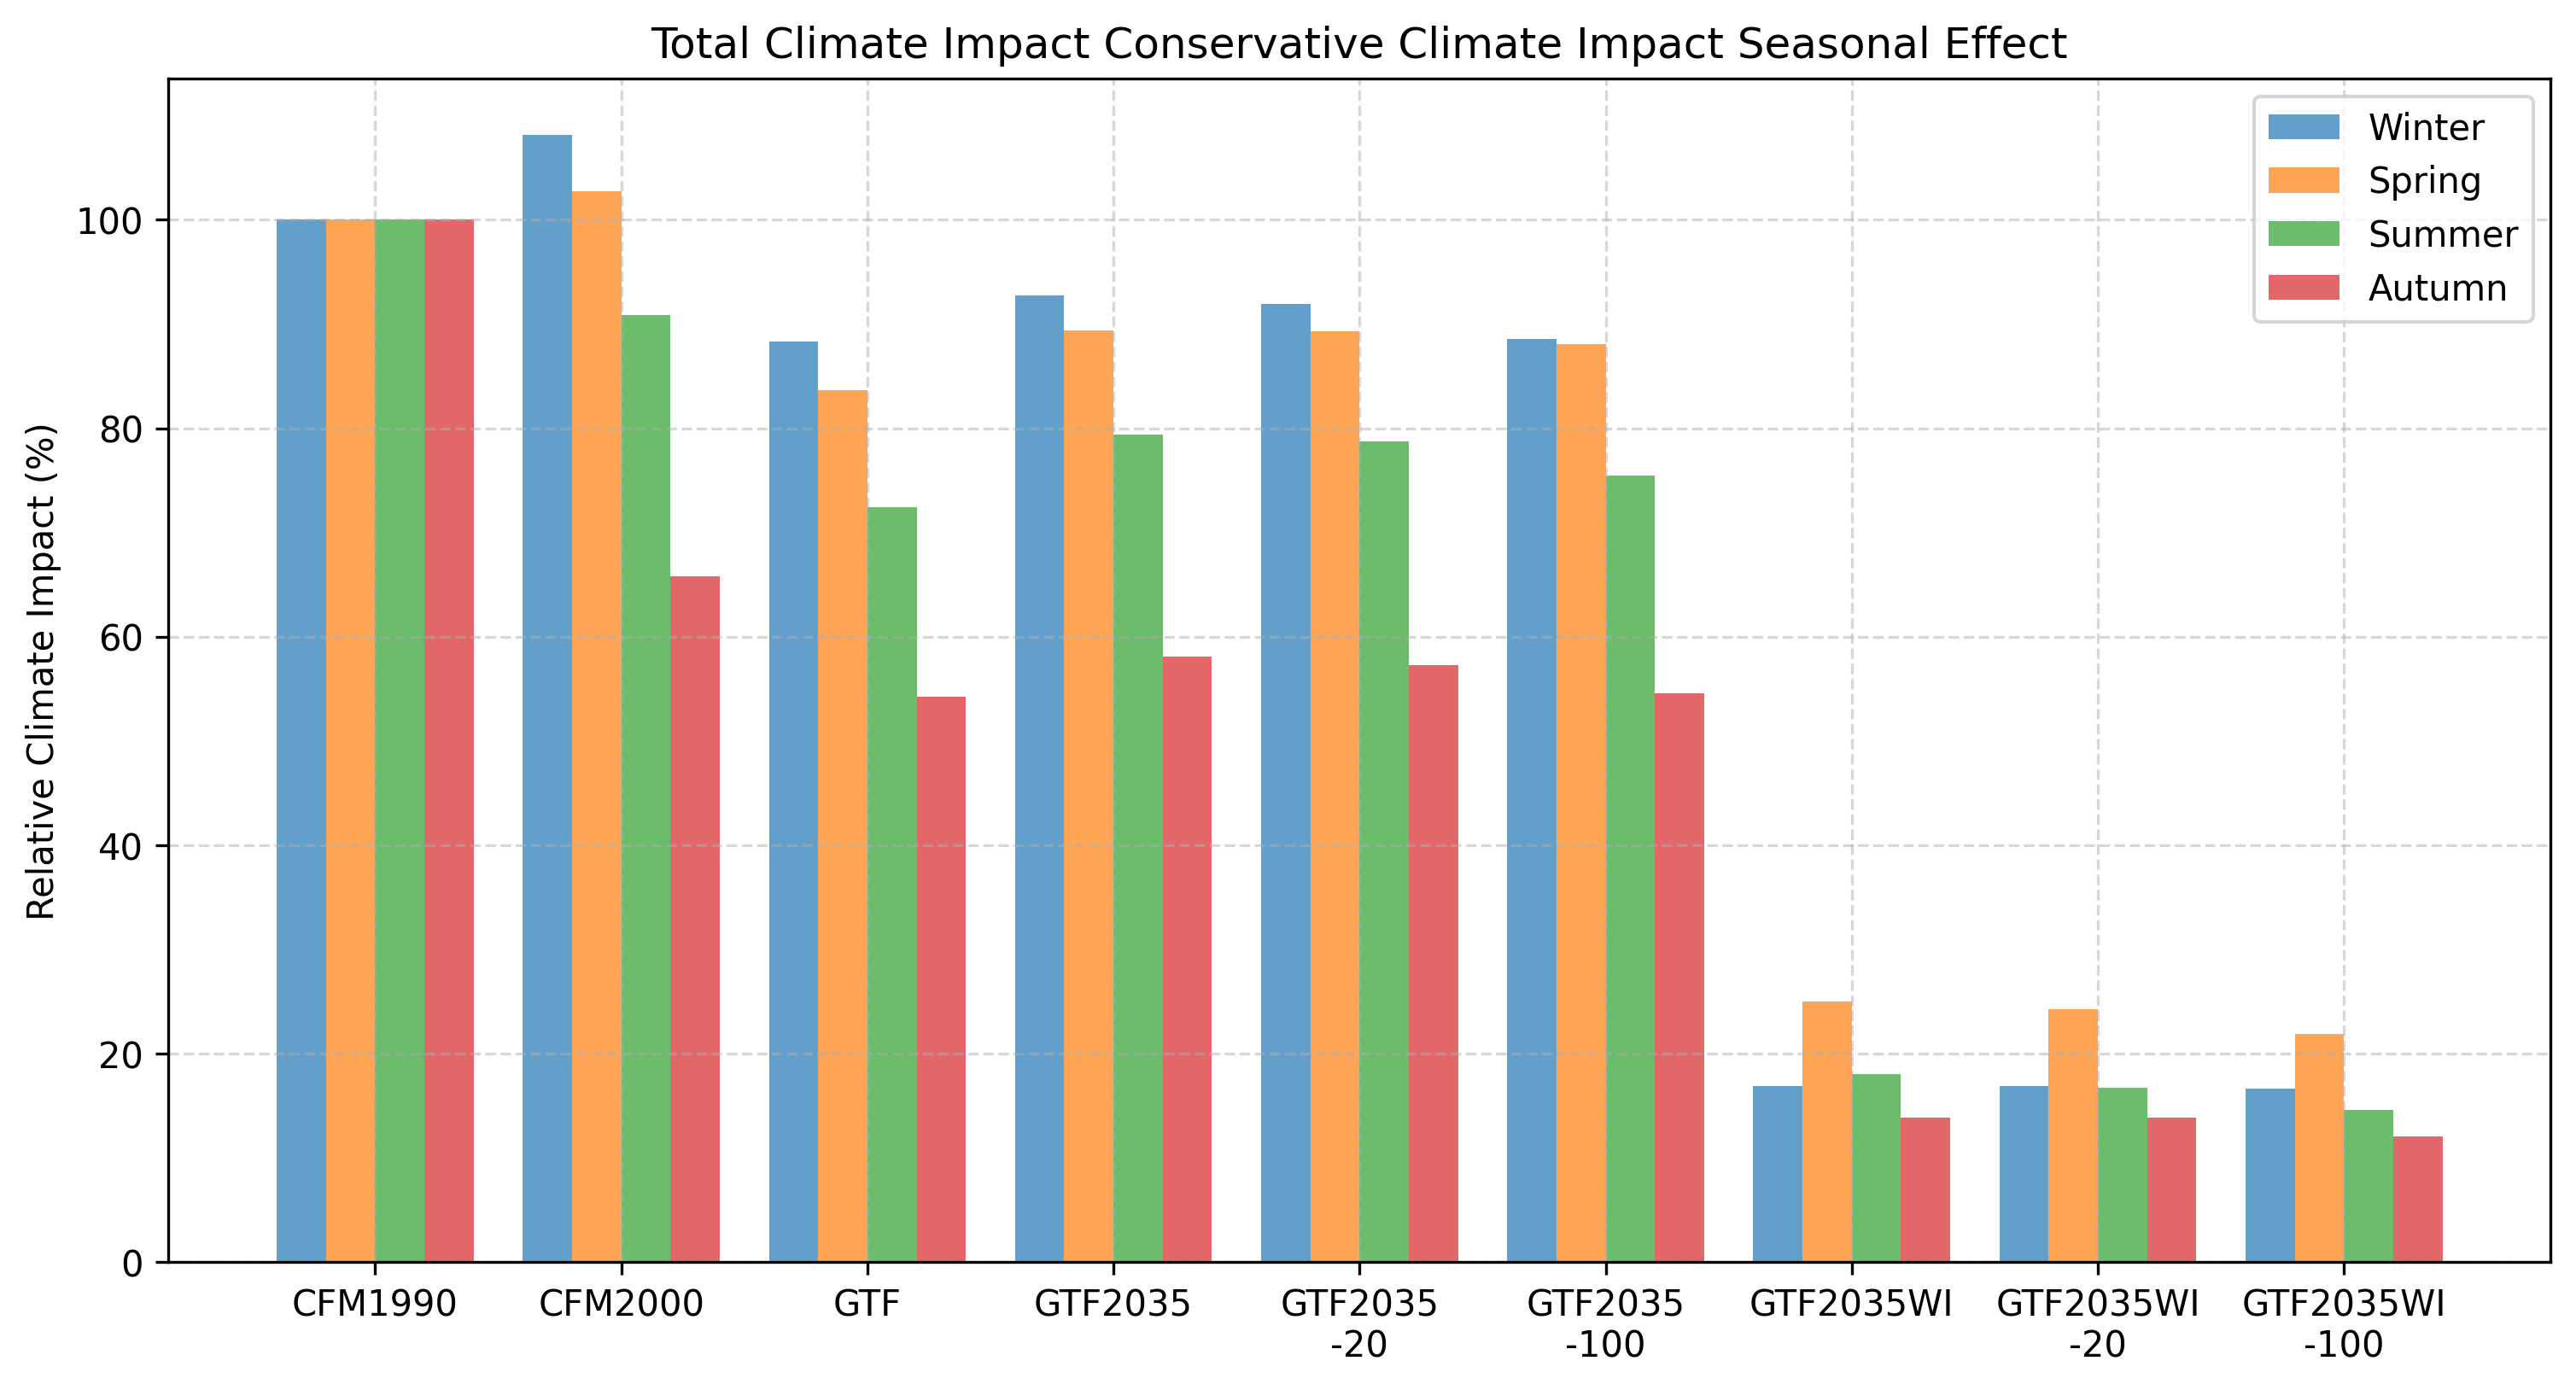 Total Climate Impact Conservative Climate Impact Seasonal Effect
Relative Climate Impact (%)
100
80
60
40
20
0
Winter
Spring
Summer
Autumn
CFM1990
CFM2000
GTF
GTF2035
GTF2035
-20
GTF2035
-100
GTF2035WI
GTF2035WI
-20
GTF2035WI
-100